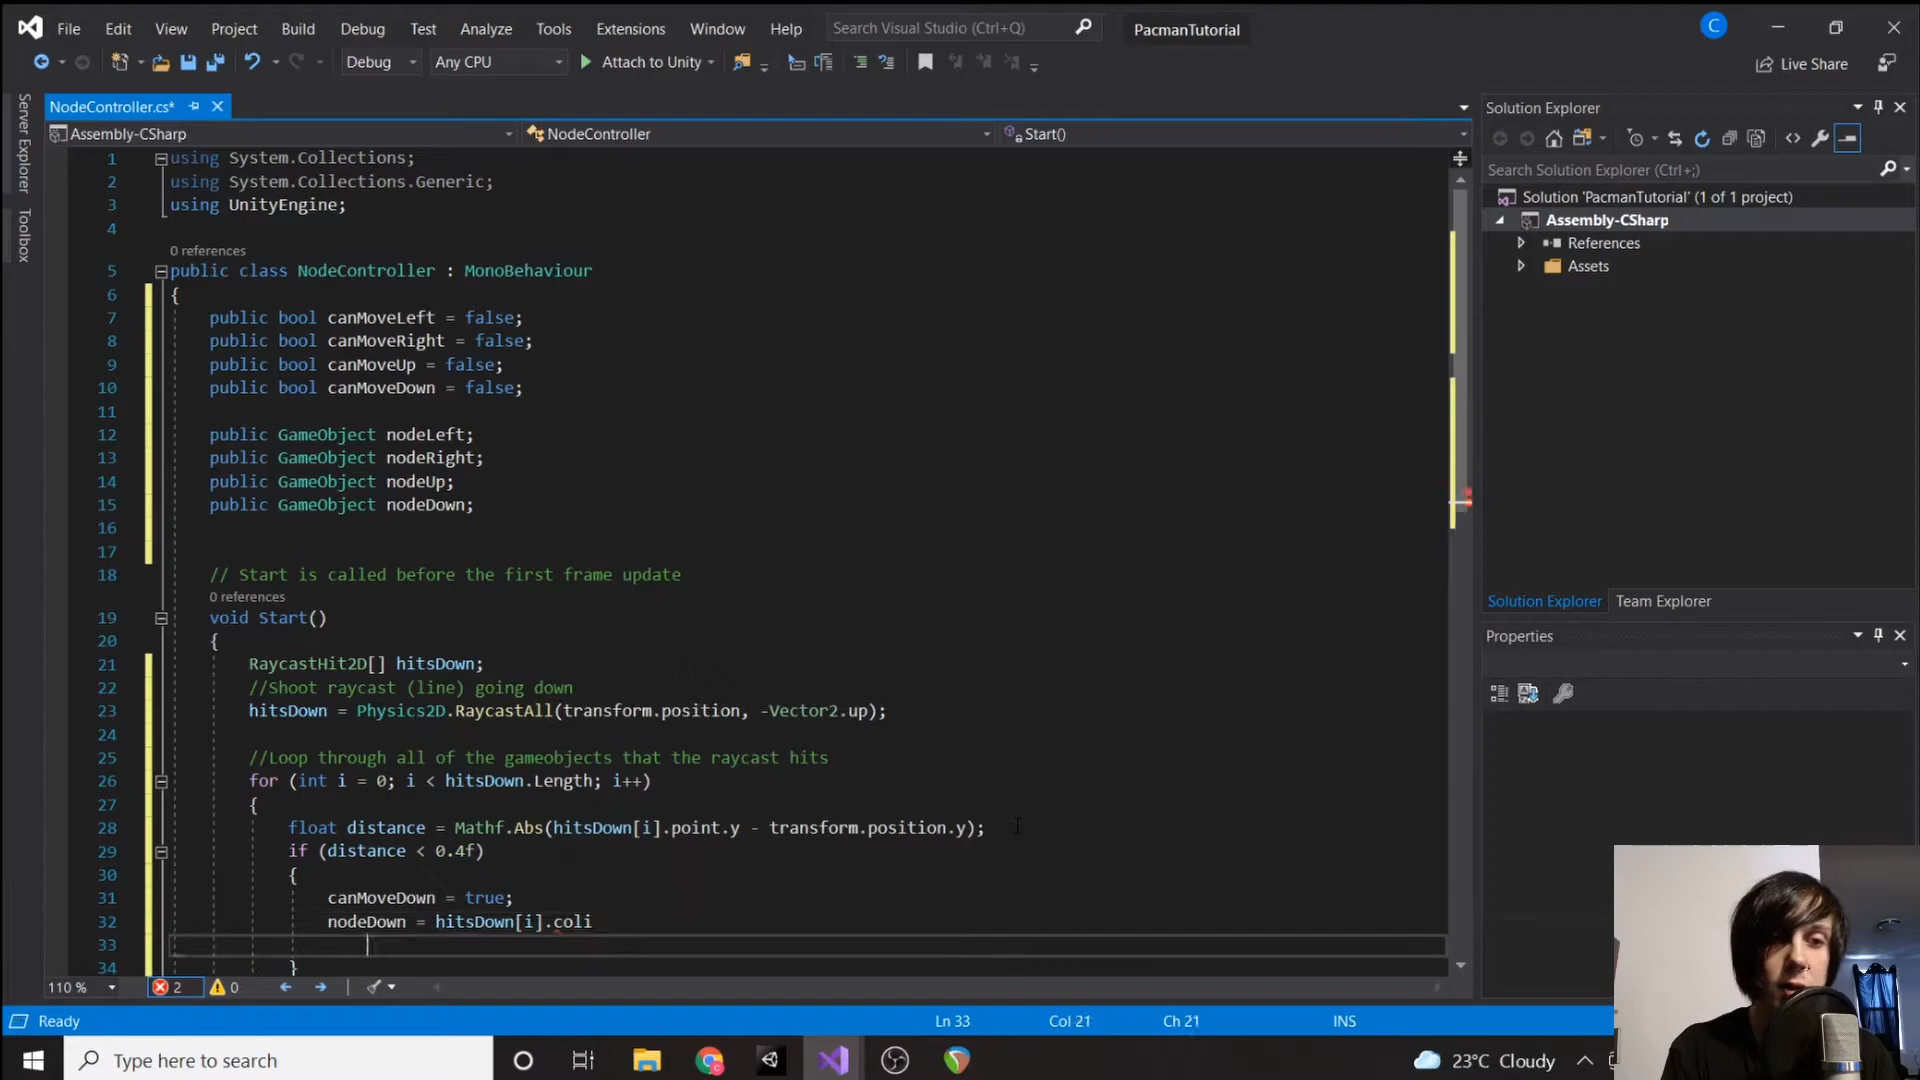 File Edit View Project Build Debug Test Analyze Tools Extensions Window Help Search Visual Studio (Ctrl+Q) PacmanTutorial C
Debug Any CPU Attach to Unity Live Share
Server Explorer
Toolbox
NodeController.cs*
Assembly-CSharp NodeController Start()
1 using System.Collections;
2 using System.Collections.Generic;
3 using UnityEngine;
4
0 references
5 public class NodeController : MonoBehaviour
6 {
7 public bool canMoveLeft = false;
8 public bool canMoveRight = false;
9 public bool canMoveUp = false;
10 public bool canMoveDown = false;
11
12 public GameObject nodeLeft;
13 public GameObject nodeRight;
14 public GameObject nodeUp;
15 public GameObject nodeDown;
16
17
18 // Start is called before the first frame update
0 references
19 void Start()
20 {
21 RaycastHit2D[] hitsDown;
22 //Shoot raycast (line) going down
23 hitsDown = Physics2D.RaycastAll(transform.position, -Vector2.up);
24
25 //Loop through all of the gameobjects that the raycast hits
26 for (int i = 0; i < hitsDown.Length; i++)
27 {
28 float distance = Mathf.Abs(hitsDown[i].point.y - transform.position.y);
29 if (distance < 0.4f)
30 {
31 canMoveDown = true;
32 nodeDown = hitsDown[i].coli
33
34 }
110 % 2 0
Solution Explorer
Search Solution Explorer (Ctrl+;)
Solution 'PacmanTutorial' (1 of 1 project)
Assembly-CSharp
References
Assets
Solution Explorer Team Explorer
Properties
Ready Ln 33 Col 21 Ch 21 INS
Type here to search 23°C Cloudy